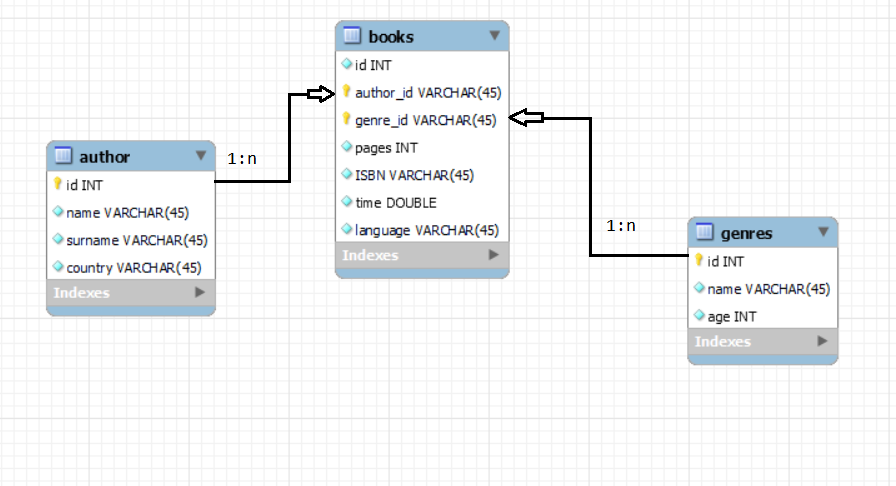 books
id INT
author_id VARCHAR(45)
genre_id VARCHAR(45)
pages INT
ISBN VARCHAR(45)
time DOUBLE
language VARCHAR(45)
Indexes
author
id INT
name VARCHAR(45)
surname VARCHAR(45)
country VARCHAR(45)
Indexes
1:n
1:n
genres
id INT
name VARCHAR(45)
age INT
Indexes